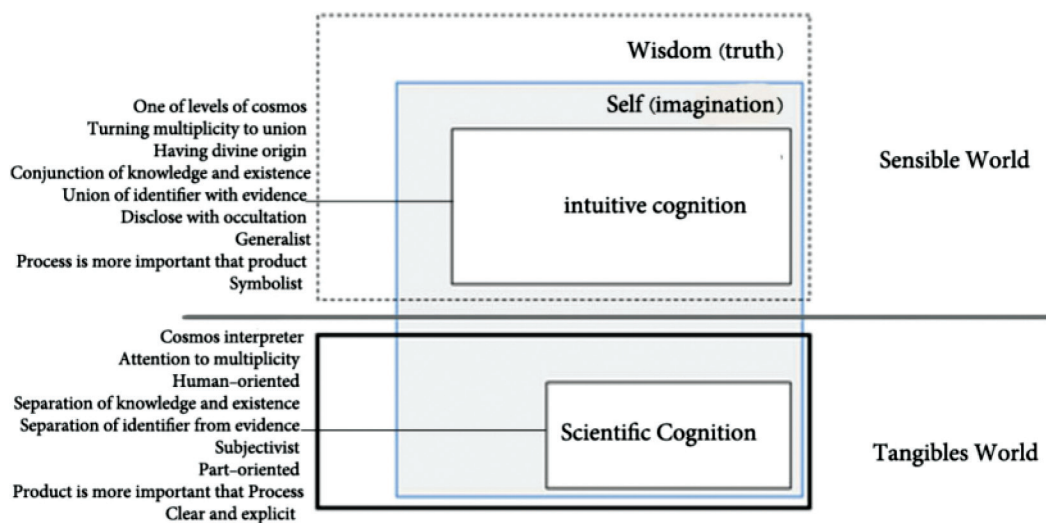 Wisdom (truth)
Self (imagination)
One of levels of cosmos
Turning multiplicity to union
Having divine origin
Conjunction of knowledge and existence
Union of identifier with evidence
Disclose with occultation
Generalist
Process is more important that product
Symbolist
intuitive cognition
Sensible World
Cosmos interpreter
Attention to multiplicity
Human-oriented
Separation of knowledge and existence
Separation of identifier from evidence
Subjectivist
Part-oriented
Product is more important that Process
Clear and explicit
Scientific Cognition
Tangibles World